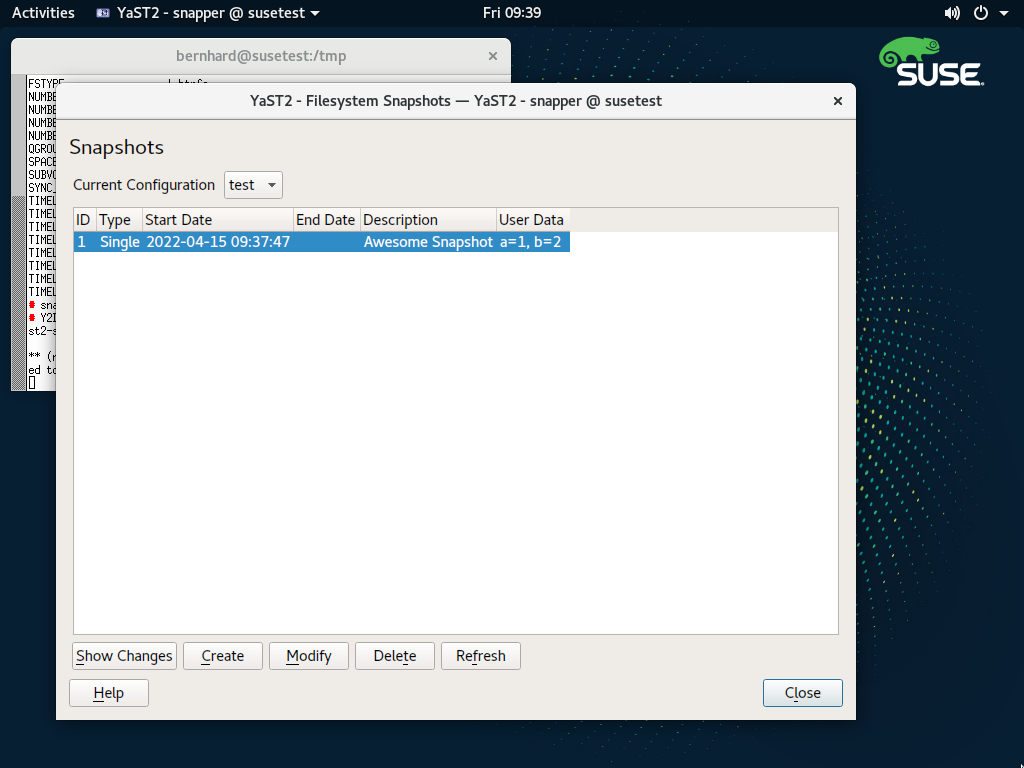 Activities YaST2 - snapper @ susetest Fri 09:39
bernhard@susetest:/tmp
SUSE
FSTYPE
YaST2 - Filesystem Snapshots — YaST2 - snapper @ susetest
Snapshots
Current Configuration test
ID Type Start Date End Date Description User Data
1 Single 2022-04-15 09:37:47 Awesome Snapshot a=1, b=2
NUMBE
NUMBE
NUMBE
NUMBE
QGROU
SPACE
SUBVO
SYNC_
TIMEL
TIMEL
TIMEL
TIMEL
TIMEL
TIMEL
TIMEL
TIMEL
# sna
# Y2D
st2-s
** (r
ed to
Show Changes Create Modify Delete Refresh
Help Close